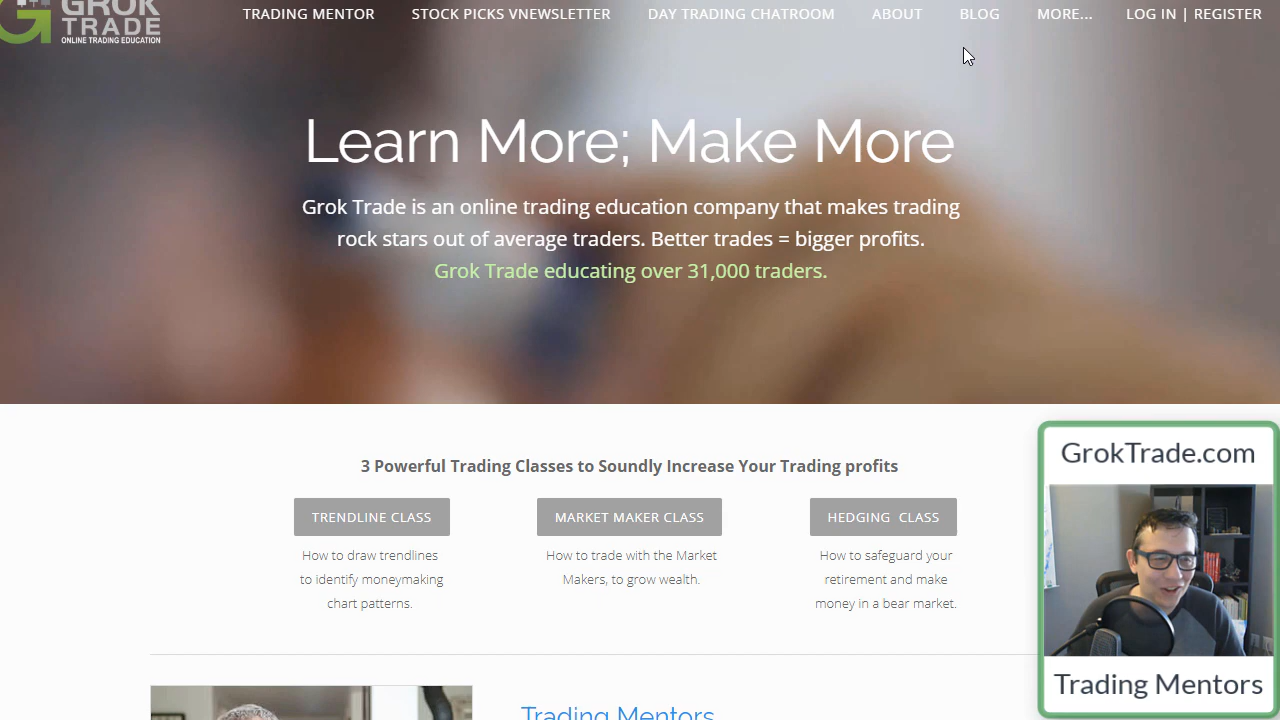 GROK
TRADE
ONLINE TRADING EDUCATION
TRADING MENTOR STOCK PICKS VNEWSLETTER DAY TRADING CHATROOM ABOUT BLOG MORE... LOG IN | REGISTER
Learn More; Make More
Grok Trade is an online trading education company that makes trading
rock stars out of average traders. Better trades = bigger profits.
Grok Trade educating over 31,000 traders.
3 Powerful Trading Classes to Soundly Increase Your Trading profits
TRENDLINE CLASS
How to draw trendlines
to identify moneymaking
chart patterns.
MARKET MAKER CLASS
How to trade with the Market
Makers, to grow wealth.
HEDGING CLASS
How to safeguard your
retirement and make
money in a bear market.
GrokTrade.com
Trading Mentors
Trading Mentors